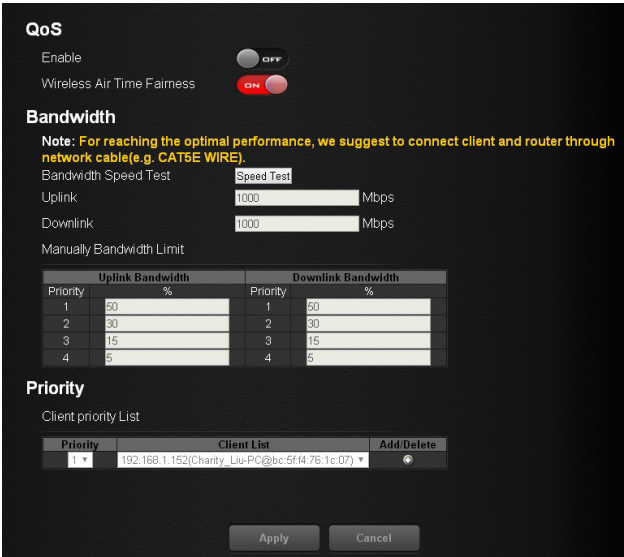 QoS
Enable OFF
Wireless Air Time Fairness ON
Bandwidth
Note: For reaching the optimal performance, we suggest to connect client and router through
network cable(e.g. CAT5E WIRE).
Bandwidth Speed Test Speed Test
Uplink 1000 Mbps
Downlink 1000 Mbps
Manually Bandwidth Limit
Uplink Bandwidth Downlink Bandwidth
Priority % Priority %
1 50 1 50
2 30 2 30
3 15 3 15
4 5 4 5
Priority
Client priority List
Priority Client List Add/Delete
1 192.168.1.152(Charity_Liu-PC@bc:5f:f4:76:1c:07)
Apply Cancel